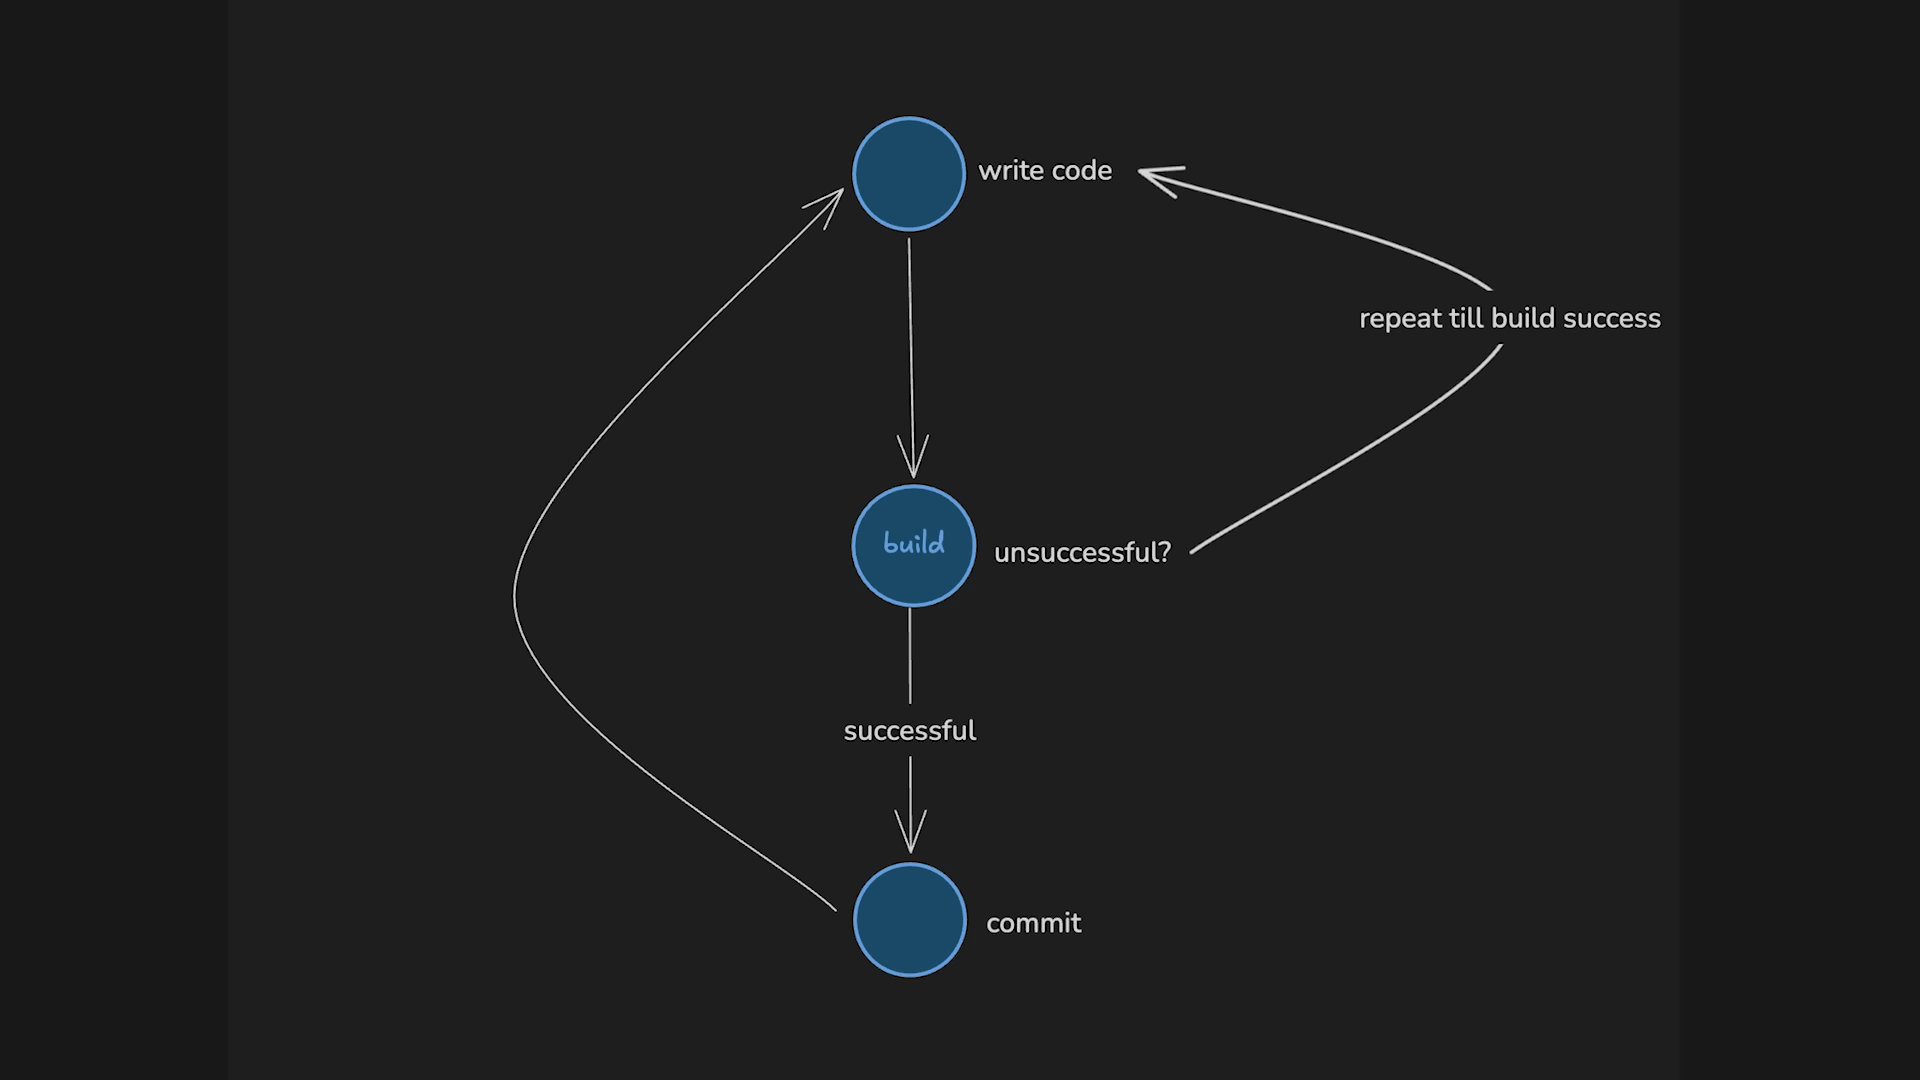 write code
repeat till build success
build
unsuccessful?
successful
commit